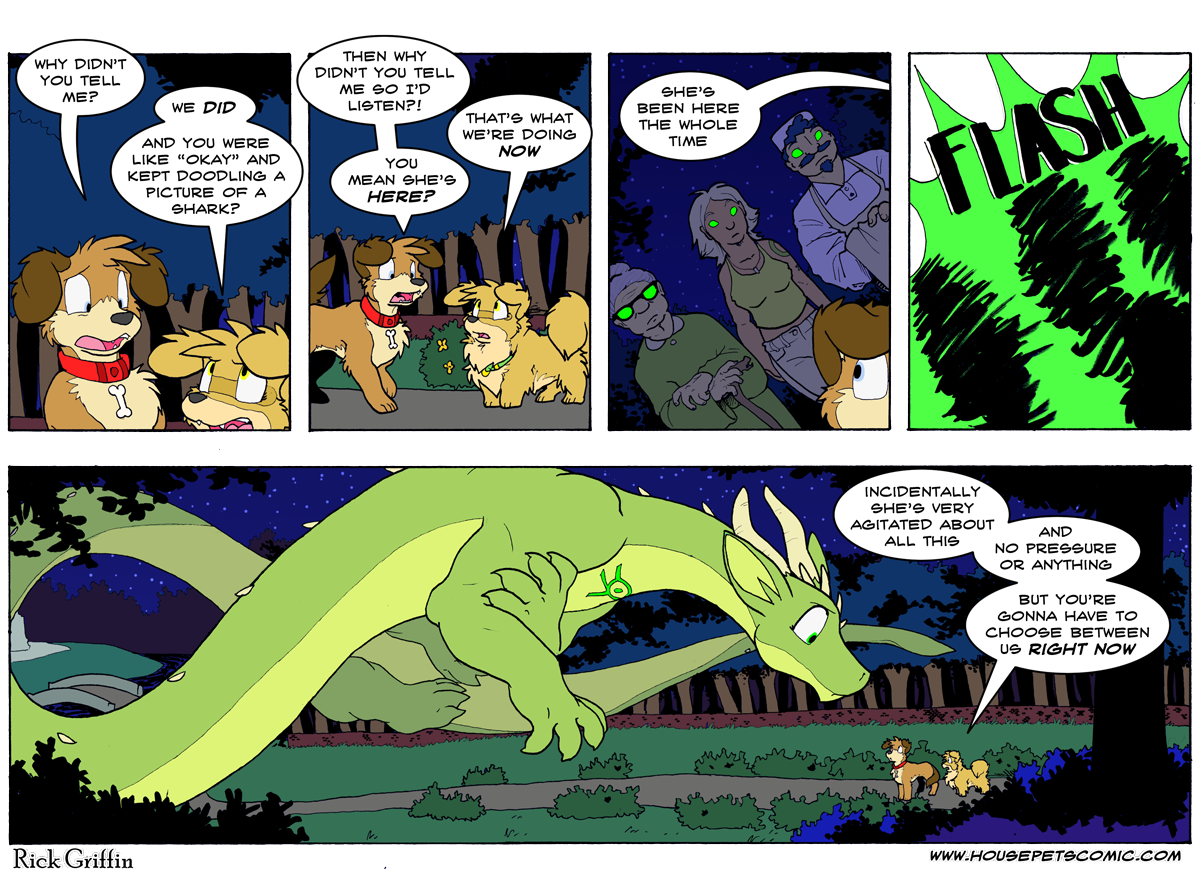 WHY DIDN'T
YOU TELL
ME?
WE DID
AND YOU WERE
LIKE "OKAY" AND
KEPT DOODLING A
PICTURE OF A
SHARK?
THEN WHY
DIDN'T YOU TELL
ME SO I'D
LISTEN?!
THAT'S WHAT
WE'RE DOING
NOW
YOU
MEAN SHE'S
HERE?
SHE'S
BEEN HERE
THE WHOLE
TIME
FLASH
INCIDENTALLY
SHE'S VERY
AGITATED ABOUT
ALL THIS
AND
NO PRESSURE
OR ANYTHING
BUT YOU'RE
GONNA HAVE TO
CHOOSE BETWEEN
US RIGHT NOW
Rick Griffin
WWW.HOUSEPETSCOMIC.COM